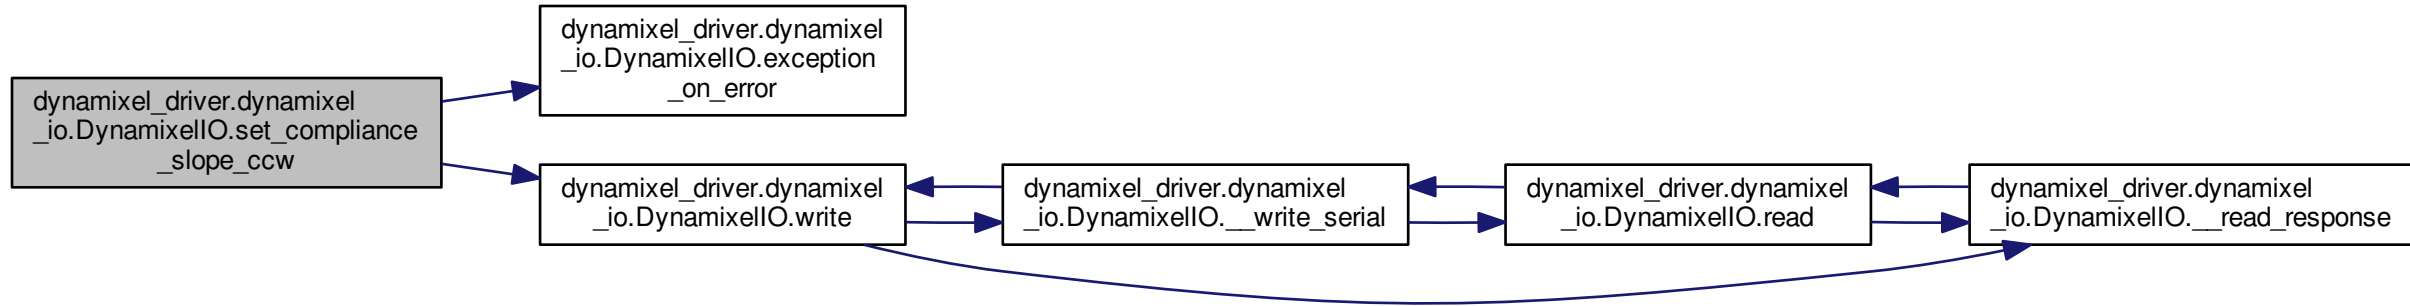 dynamixel_driver.dynamixel
_io.DynamixelIO.set_compliance
_slope_ccw
dynamixel_driver.dynamixel
_io.DynamixelIO.exception
_on_error
dynamixel_driver.dynamixel
_io.DynamixelIO.write
dynamixel_driver.dynamixel
_io.DynamixelIO.__write_serial
dynamixel_driver.dynamixel
_io.DynamixelIO.read
dynamixel_driver.dynamixel
_io.DynamixelIO.__read_response